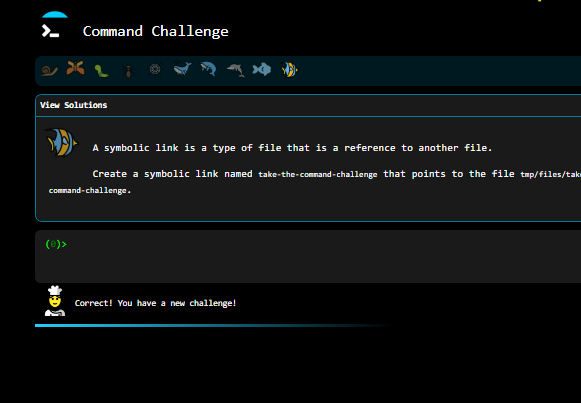 Command Challenge
View Solutions
A symbolic link is a type of file that is a reference to another file.
Create a symbolic link named take-the-command-challenge that points to the file tmp/files/take
command-challenge.
(0)>
Correct! You have a new challenge!